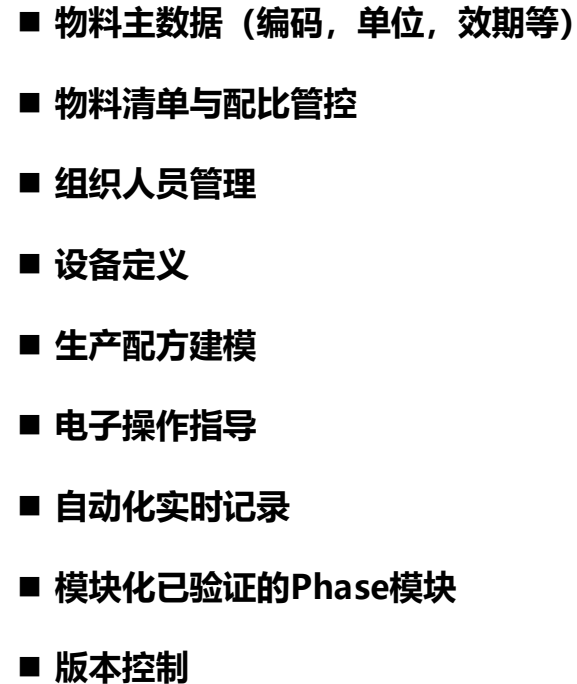 ■ 物料主数据（编码，单位，效期等）
■ 物料清单与配比管控
■ 组织人员管理
■ 设备定义
■ 生产配方建模
■ 电子操作指导
■ 自动化实时记录
■ 模块化已验证的Phase模块
■ 版本控制